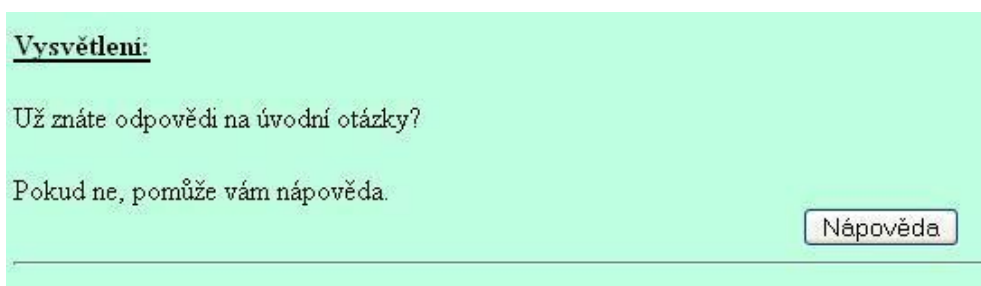 Vysvětlení:
Už znáte odpovědi na úvodní otázky?
Pokud ne, pomůže vám nápověda.
Nápověda